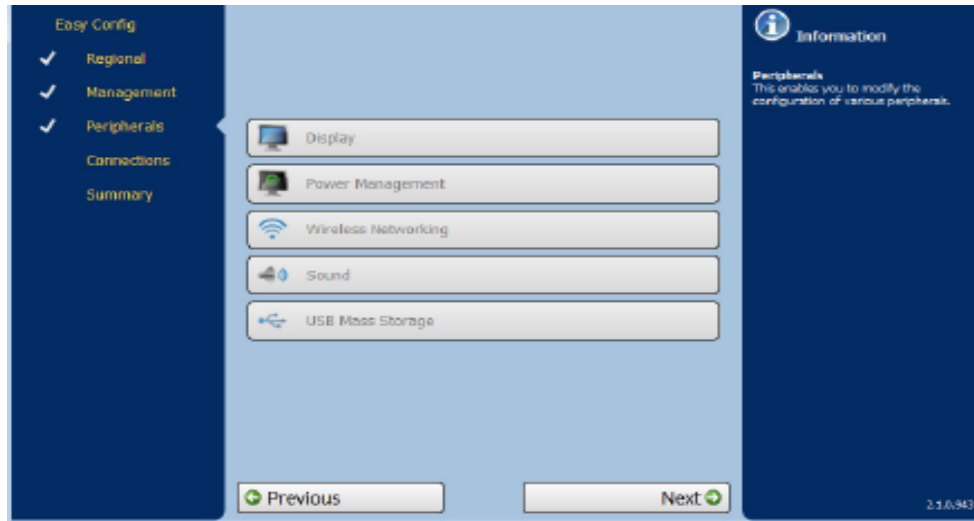 Easy Config
Regional
Management
Peripherals
Connections
Summary
Display
Power Management
Wireless Networking
Sound
USB Mass Storage
Previous
Next
Information
Peripherals
This enables you to modify the
configuration of various peripherals.
2.1.0.943